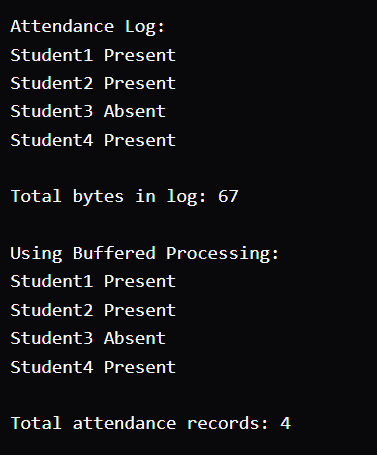 Attendance Log:
Student1 Present
Student2 Present
Student3 Absent
Student4 Present
Total bytes in log: 67
Using Buffered Processing:
Student1 Present
Student2 Present
Student3 Absent
Student4 Present
Total attendance records: 4